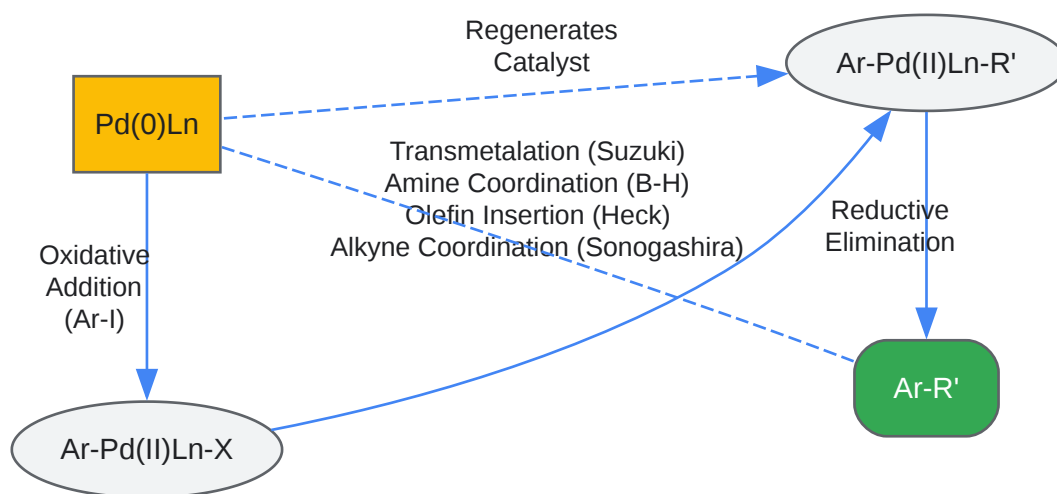 Regenerates
Catalyst
Ar-Pd(II)Ln-R'
Pd(0)Ln
Transmetalation (Suzuki)
Amine Coordination (B-H)
Olefin Insertion (Heck)
Alkyne Coordination (Sonogashira)
Reductive
Elimination
Oxidative
Addition
(Ar-I)
Ar-R'
Ar-Pd(II)Ln-X